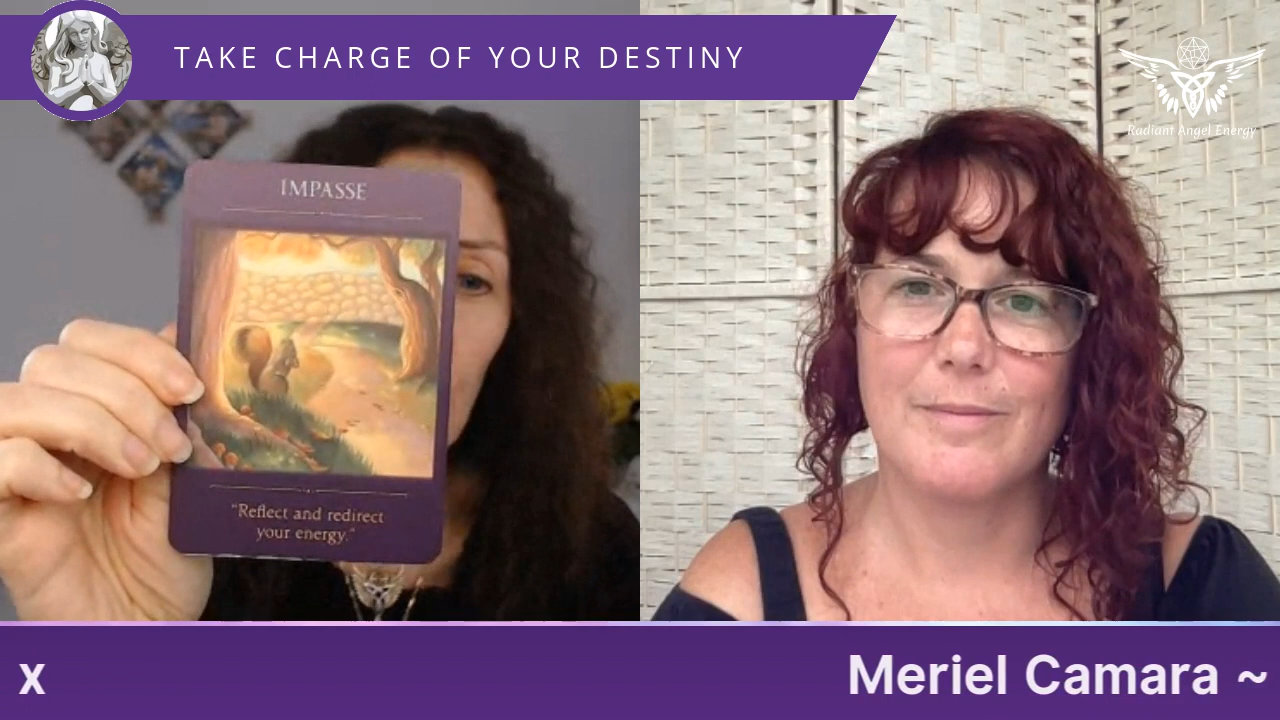 TAKE CHARGE OF YOUR DESTINY
Radiant Angel Energy
IMPASSE
"Reflect and redirect
your energy."
x
Meriel Camara ~